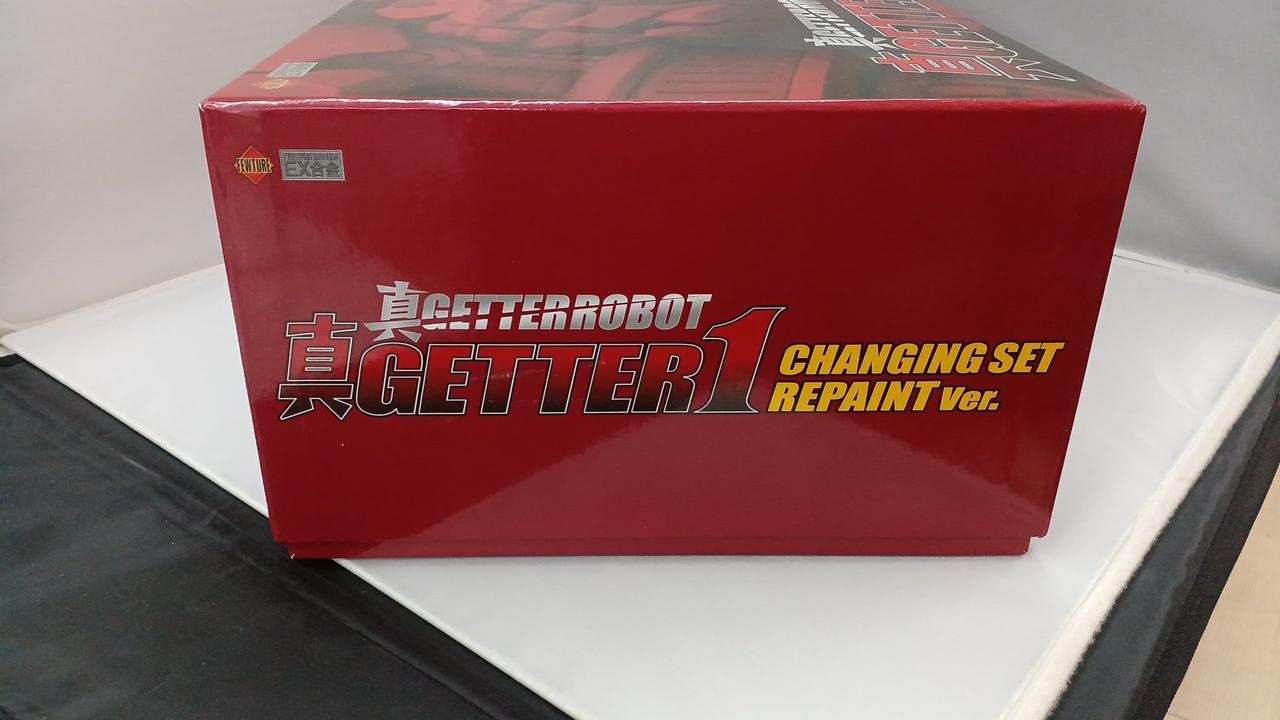 FEWTURE
EX合金
真GETTERROBOT
真GETTER1
CHANGING SET
REPAINT Ver.